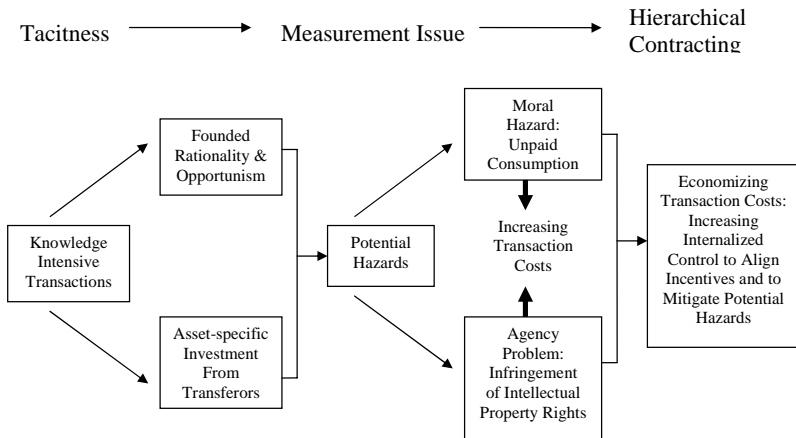 Tacitness
Measurement Issue
Hierarchical
Contracting
Founded
Rationality &
Opportunism
Moral
Hazard:
Unpaid
Consumption
Knowledge
Intensive
Transactions
Potential
Hazards
Increasing
Transaction
Costs
Economizing
Transaction Costs:
Increasing
Internalized
Control to Align
Incentives and to
Mitigate Potential
Hazards
Asset-specific
Investment
From
Transferors
Agency
Problem:
Infringement
of Intellectual
Property Rights